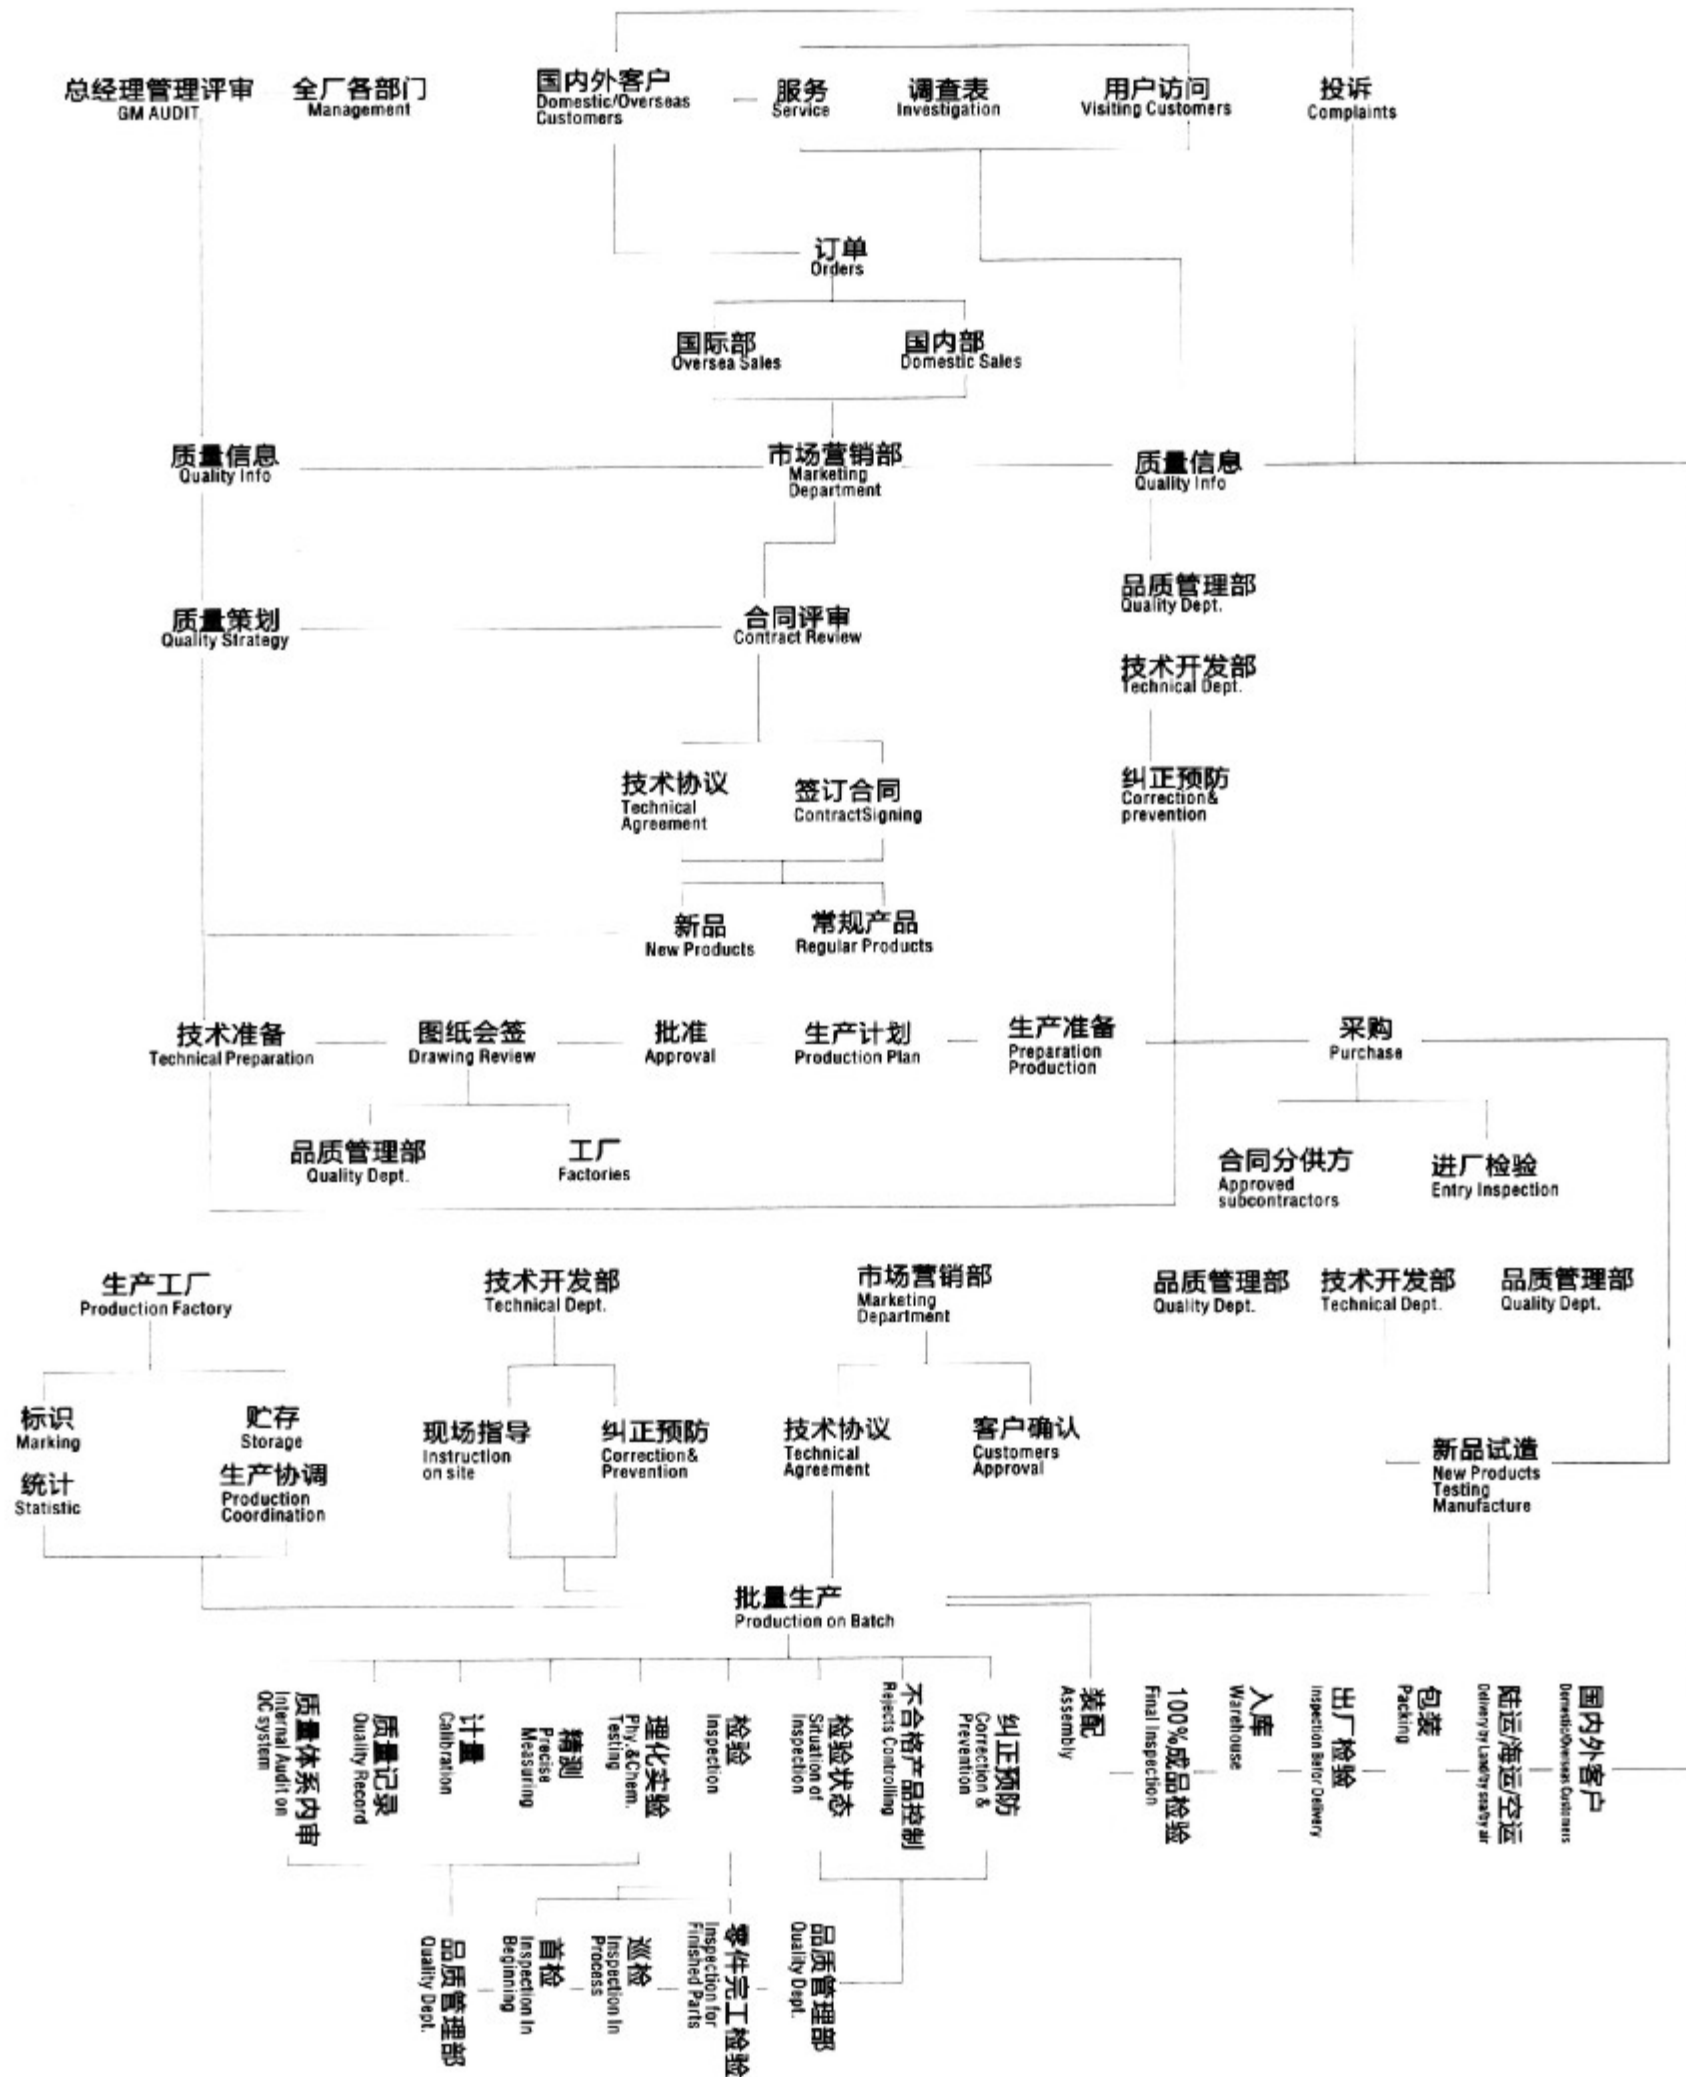 总经理管理评审
GM AUDIT
全厂各部门
Management
国内外客户
Domestic/Overseas
Customers
服务
Service
调查表
Investigation
用户访问
Visiting Customers
投诉
Complaints
订单
Orders
国际部
Oversea Sales
国内部
Domestic Sales
质量信息
Quality Info
市场营销部
Marketing
Department
质量信息
Quality Info
品质管理部
Quality Dept.
质量策划
Quality Strategy
合同评审
Contract Review
技术开发部
Technical Dept.
技术协议
Technical
Agreement
签订合同
ContractSigning
纠正预防
Correction&
prevention
新品
New Products
常规产品
Regular Products
技术准备
Technical Preparation
图纸会签
Drawing Review
批准
Approval
生产计划
Production Plan
生产准备
Preparation
Production
采购
Purchase
品质管理部
Quality Dept.
工厂
Factories
合同分供方
Approved
subcontractors
进厂检验
Entry Inspection
生产工厂
Production Factory
技术开发部
Technical Dept.
市场营销部
Marketing
Department
品质管理部
Quality Dept.
技术开发部
Technical Dept.
品质管理部
Quality Dept.
标识
Marking
贮存
Storage
现场指导
Instruction
on site
纠正预防
Correction&
Prevention
技术协议
Technical
Agreement
客户确认
Customers
Approval
新品试造
New Products
Testing
Manufacture
统计
Statistic
生产协调
Production
Coordination
批量生产
Production on Batch
质量体系内审
Internal Audit on
QC system
质量记录
Quality Record
计量
Calibration
精测
Precise
Measuring
理化实验
Phy.&Chem.
Testing
检验
Inspection
检验状态
Situation of
Inspection
不合格产品控制
Rejects Controlling
纠正预防
Correction &
Prevention
装配
Assembly
100%成品检验
Final Inspection
入库
Warehouse
出厂检验
Inspection Befor Delivery
包装
Packing
陆运/海运/空运
Delivery by Land/by sea/by air
国内外客户
Domestic/Overseas Customers
品质管理部
Quality Dept.
首检
Inspection In
Beginning
巡检
Inspection In
Process
零件完工检验
Inspection for
Finished Parts
品质管理部
Quality Dept.